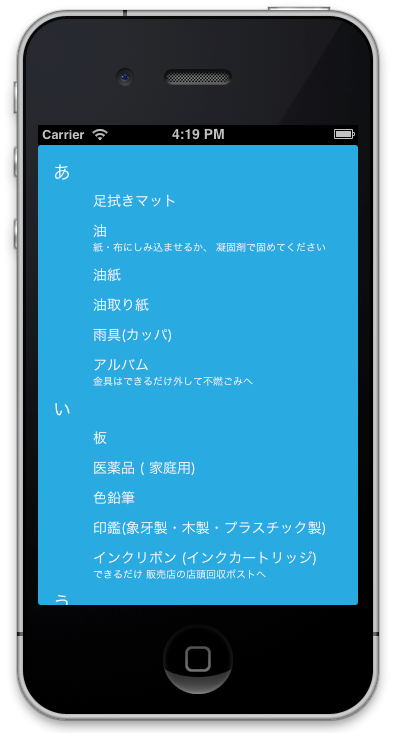 Carrier 4:19 PM
あ
足拭きマット
油
紙・布にしみ込ませるか、 凝固剤で固めてください
油紙
油取り紙
雨具(カッパ)
アルバム
金具はできるだけ外して不燃ごみへ
い
板
医薬品 ( 家庭用)
色鉛筆
印鑑(象牙製・木製・プラスチック製)
インクリボン (インクカートリッジ)
できるだけ 販売店の店頭回収ポストへ
う